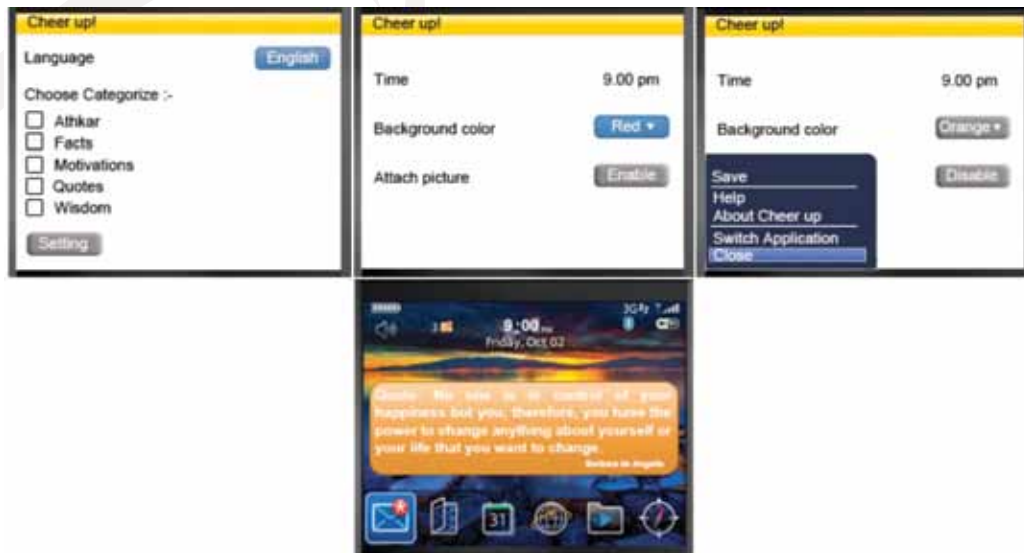 Cheer up!
Language English
Choose Categorize :-
Athkar
Facts
Motivations
Quotes
Wisdom
Setting
Cheer up!
Time 9.00 pm
Background color Red
Attach picture Enable
Cheer up!
Time 9.00 pm
Background color Orange
Disable
Save
Help
About Cheer up
Switch Application
Close
3G
3
9:00 PM
Friday, Oct 02
Quote: No one is in control of your
happiness but you, therefore, you have the
power to change anything about yourself or
your life that you want to change.
31